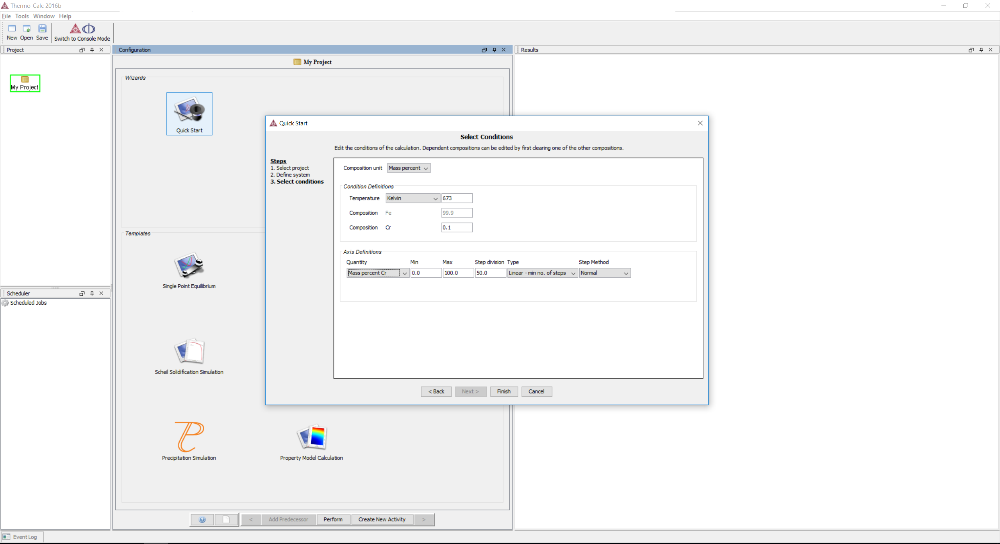 Thermo-Calc 2016b
File Tools Window Help
New Open Save Switch to Console Mode
Project
My Project
Scheduler
Scheduled Jobs
Configuration
My Project
Wizards
Quick Start
Templates
Single Point Equilibrium
Scheil Solidification Simulation
Precipitation Simulation
Property Model Calculation
< Add Predecessor Perform Create New Activity >
Results
Quick Start
Select Conditions
Edit the conditions of the calculation. Dependent compositions can be edited by first clearing one of the other compositions.
Steps
1. Select project
2. Define system
3. Select conditions
Composition unit Mass percent
Condition Definitions
Temperature Kelvin 673
Composition Fe 99.9
Composition Cr 0.1
Axis Definitions
Quantity Min Max Step division Type Step Method
Mass percent Cr 0.0 100.0 50.0 Linear - min no. of steps Normal
< Back Next > Finish Cancel
Event Log